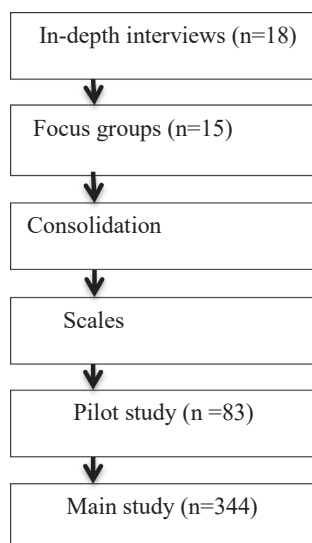 In-depth interviews (n=18)
Focus groups (n=15)
Consolidation
Scales
Pilot study (n =83)
Main study (n=344)